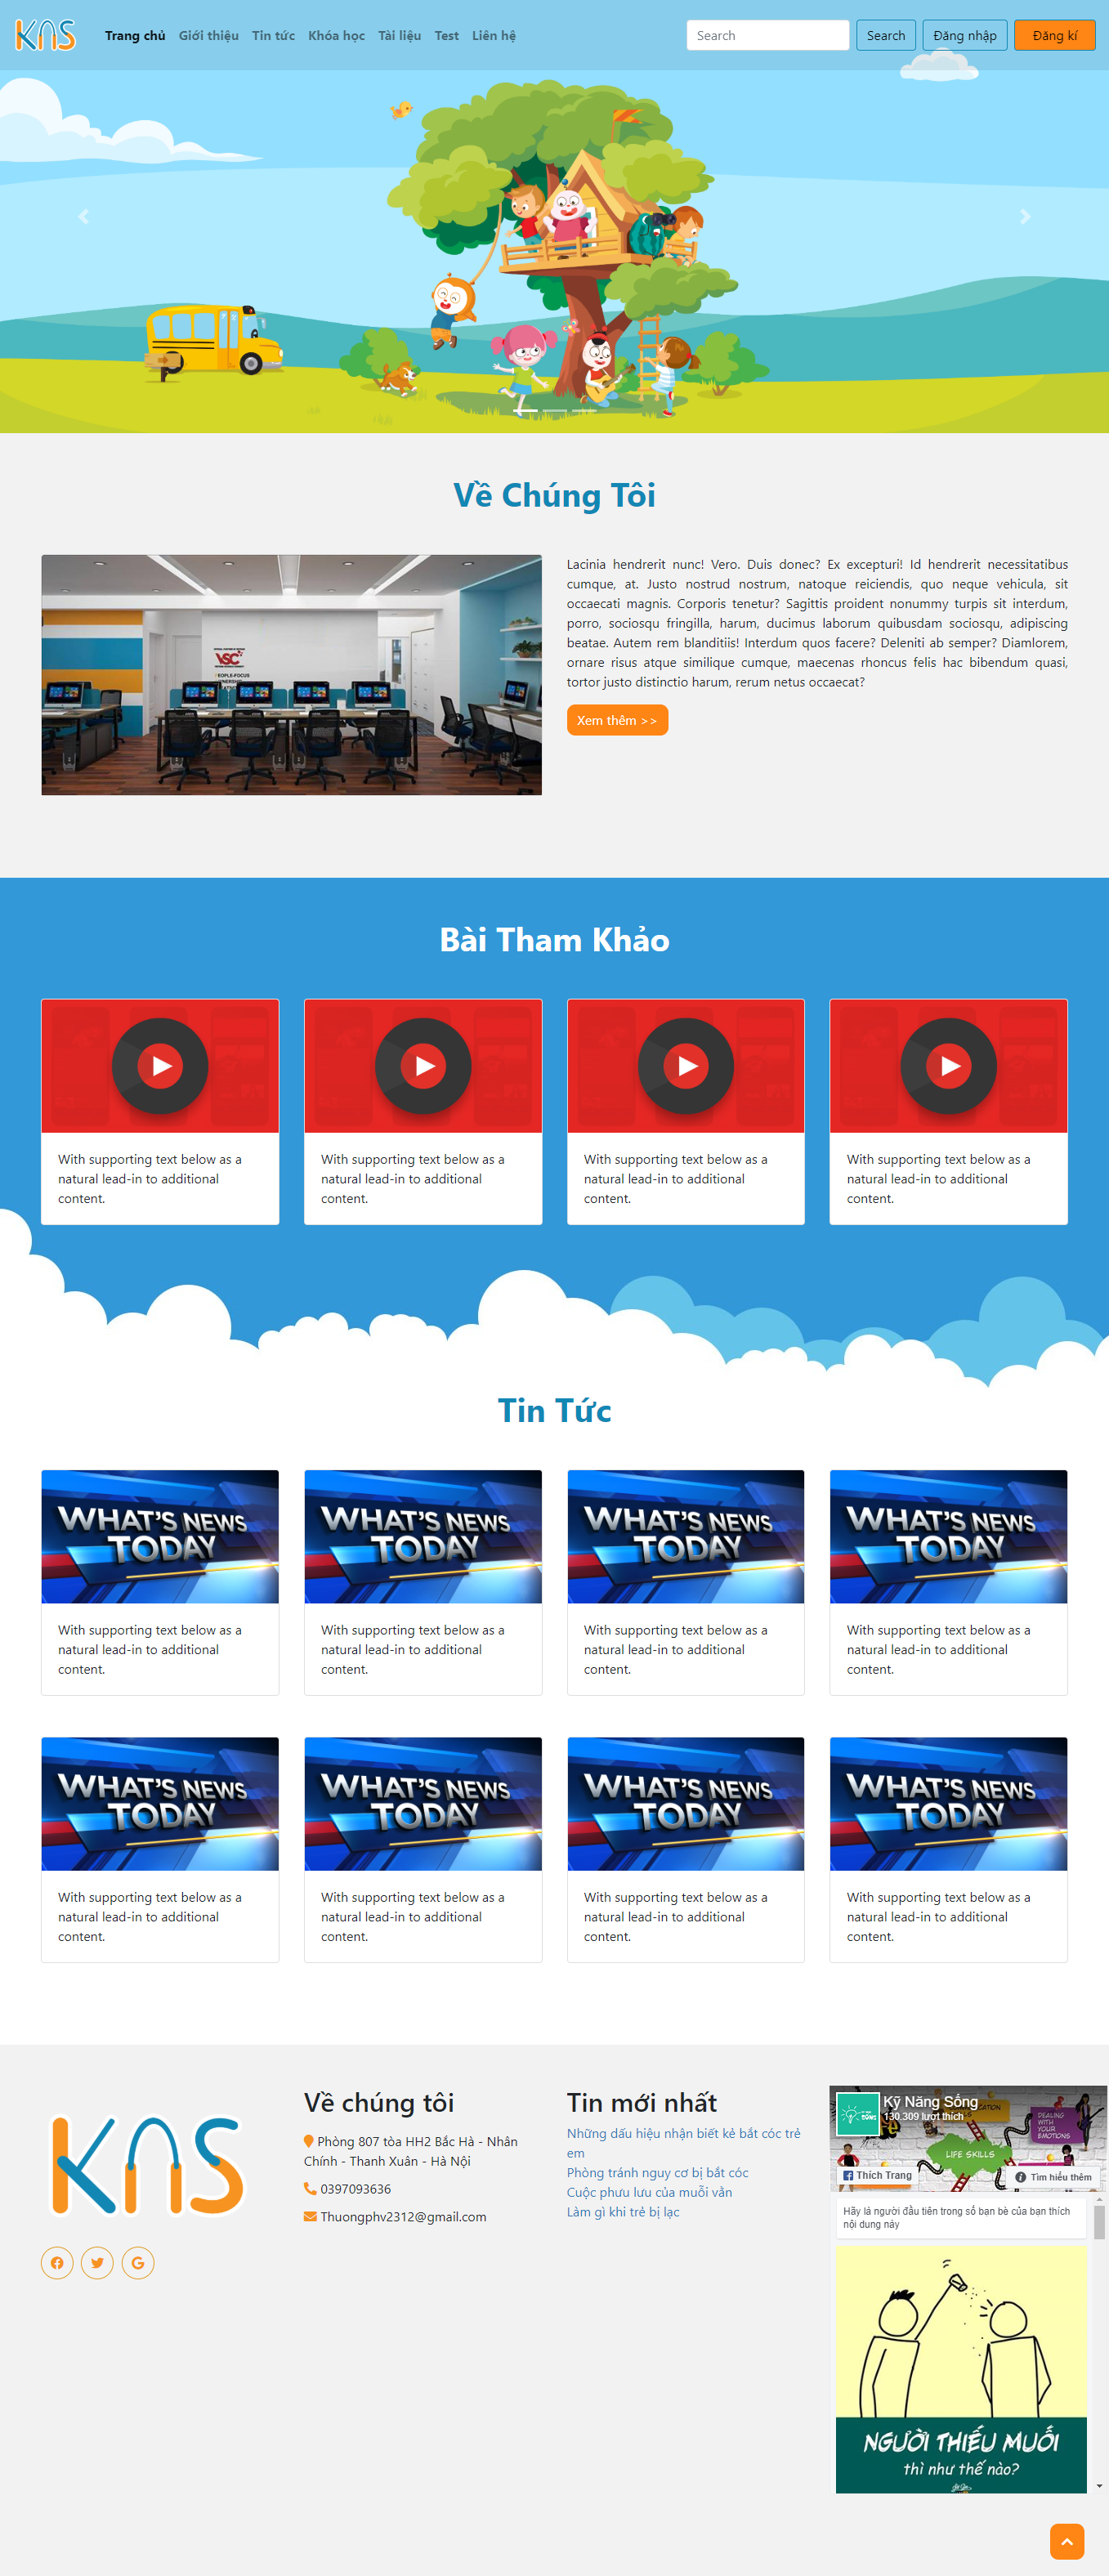 KNS
Trang chủ Giới thiệu Tin tức Khóa học Tài liệu Test Liên hệ
Search
Search
Đăng nhập
Đăng kí
Về Chúng Tôi
VSC
PEOPLE-FOCUS
Lacinia hendrerit nunc! Vero. Duis donec? Ex excepturi! Id hendrerit necessitatibus
cumque, at. Justo nostrud nostrum, natoque reiciendis, quo neque vehicula, sit
occaecati magnis. Corporis tenetur? Sagittis proident nonummy turpis sit interdum,
porro, sociosqu fringilla, harum, ducimus laborum quibusdam sociosqu, adipiscing
beatae. Autem rem blanditiis! Interdum quos facere? Deleniti ab semper? Diamlorem,
ornare risus atque similique cumque, maecenas rhoncus felis hac bibendum quasi,
tortor justo distinctio harum, rerum netus occaecat?
Xem thêm >>
Bài Tham Khảo
With supporting text below as a
natural lead-in to additional
content.
With supporting text below as a
natural lead-in to additional
content.
With supporting text below as a
natural lead-in to additional
content.
With supporting text below as a
natural lead-in to additional
content.
Tin Tức
WHAT'S NEWS
TODAY
With supporting text below as a
natural lead-in to additional
content.
WHAT'S NEWS
TODAY
With supporting text below as a
natural lead-in to additional
content.
WHAT'S NEWS
TODAY
With supporting text below as a
natural lead-in to additional
content.
WHAT'S NEWS
TODAY
With supporting text below as a
natural lead-in to additional
content.
WHAT'S NEWS
TODAY
With supporting text below as a
natural lead-in to additional
content.
WHAT'S NEWS
TODAY
With supporting text below as a
natural lead-in to additional
content.
WHAT'S NEWS
TODAY
With supporting text below as a
natural lead-in to additional
content.
WHAT'S NEWS
TODAY
With supporting text below as a
natural lead-in to additional
content.
KNS
Về chúng tôi
Phòng 807 tòa HH2 Bắc Hà - Nhân
Chính - Thanh Xuân - Hà Nội
0397093636
Thuongphv2312@gmail.com
Tin mới nhất
Những dấu hiệu nhận biết kẻ bắt cóc trẻ
em
Phòng tránh nguy cơ bị bắt cóc
Cuộc phưu lưu của muỗi vằn
Làm gì khi trẻ bị lạc
Kỹ Năng Sống
130.309 lượt thích
DEALING
WITH
YOUR
EMOTIONS
LIFE SKILLS
Thích Trang
Tìm hiểu thêm
Hãy là người đầu tiên trong số bạn bè của bạn thích
nội dung này
NGƯỜI THIẾU MUỐI
thì như thế nào?